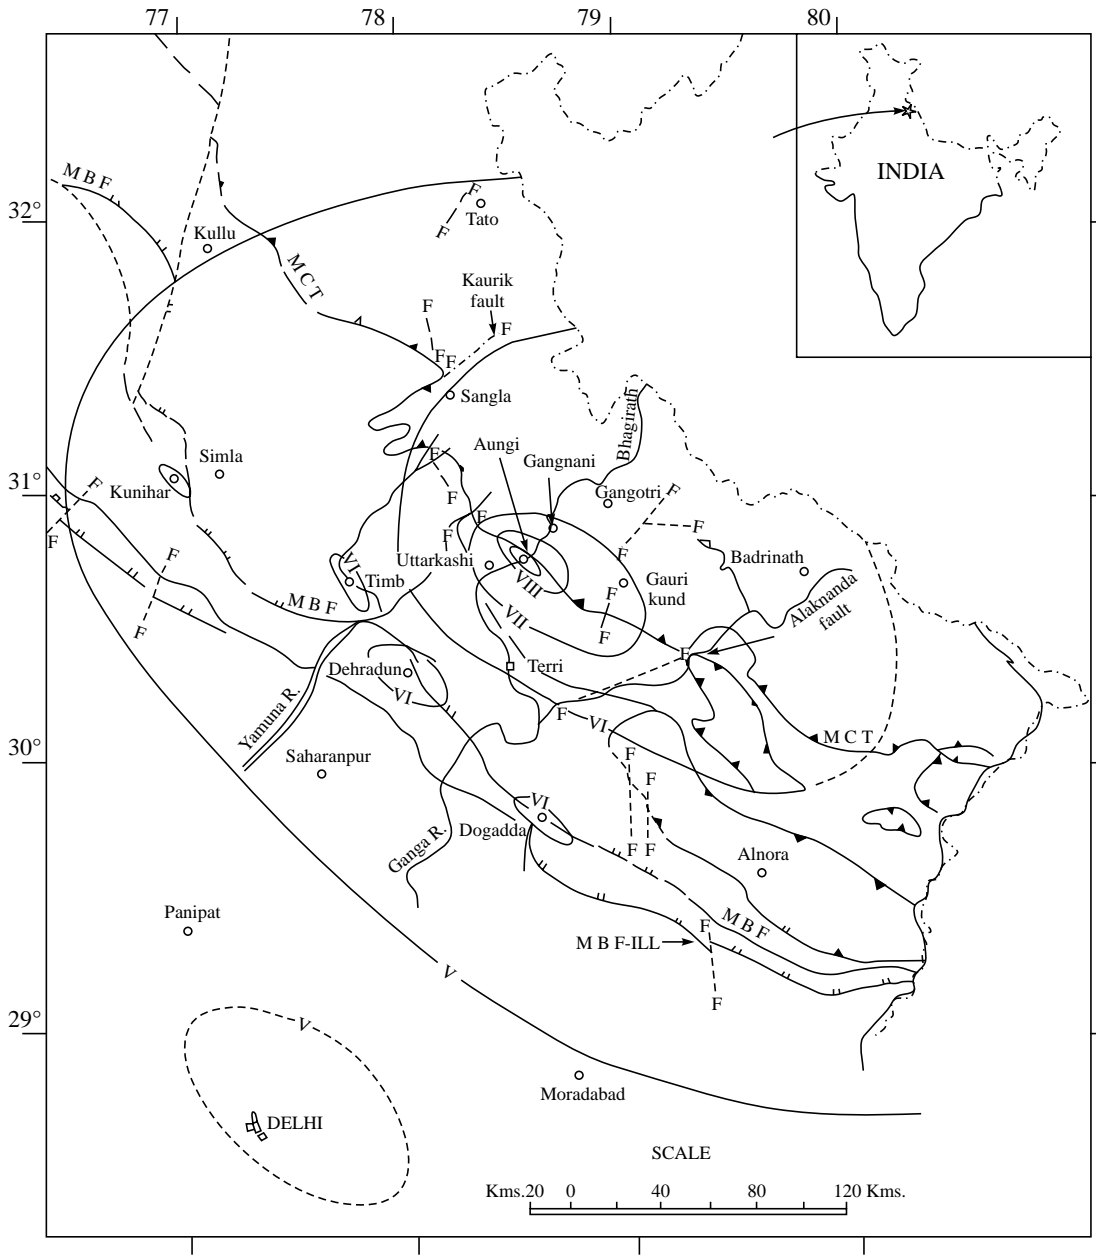 77
78
79
80
M B F
32°
Kullu
F
Tato
F
INDIA
M C T
Kaurik
fault
F
F
F
F
Sangla
Bhagirath
Aungi
Gangnani
Simla
F
31°
Kunihar
F
F
Gangotri
F
F
F
F
F
F
F
Uttarkashi
Badrinath
VI
Timb
VIII
F
Gauri
kund
M B F
VII
F
Alaknanda
fault
F
F
Dehradun
Terri
VI
Yamuna R.
F
VI
M C T
30°
Saharanpur
F
F
VI
Ganga R.
Dogadda
F
F
Alnora
Panipat
M B F
F
M B F-ILL
V
F
29°
V
Moradabad
DELHI
SCALE
Kms.20 0 40 80 120 Kms.